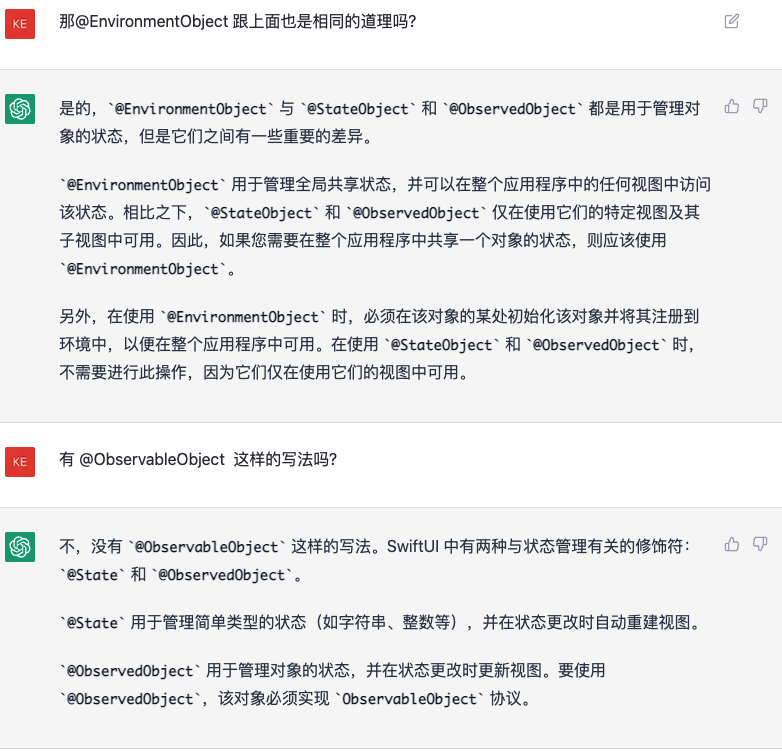 KE
那@EnvironmentObject 跟上面也是相同的道理吗?
是的，`@EnvironmentObject` 与 `@StateObject` 和 `@ObservedObject` 都是用于管理对
象的状态，但是它们之间有一些重要的差异。
`@EnvironmentObject` 用于管理全局共享状态，并可以在整个应用程序中的任何视图中访问
该状态。相比之下，`@StateObject` 和 `@ObservedObject` 仅在使用它们的特定视图及其
子视图中可用。因此，如果您需要在整个应用程序中共享一个对象的状态，则应该使用
`@EnvironmentObject`。
另外，在使用 `@EnvironmentObject` 时，必须在该对象的某处初始化该对象并将其注册到
环境中，以便在整个应用程序中可用。在使用 `@StateObject` 和 `@ObservedObject` 时，
不需要进行此操作，因为它们仅在使用它们的视图中可用。
KE
有 @ObservableObject  这样的写法吗?
不，没有 `@ObservableObject` 这样的写法。SwiftUI 中有两种与状态管理有关的修饰符：
`@State` 和 `@ObservedObject`。
`@State` 用于管理简单类型的状态（如字符串、整数等），并在状态更改时自动重建视图。
`@ObservedObject` 用于管理对象的状态，并在状态更改时更新视图。要使用
`@ObservedObject`，该对象必须实现 `ObservableObject` 协议。